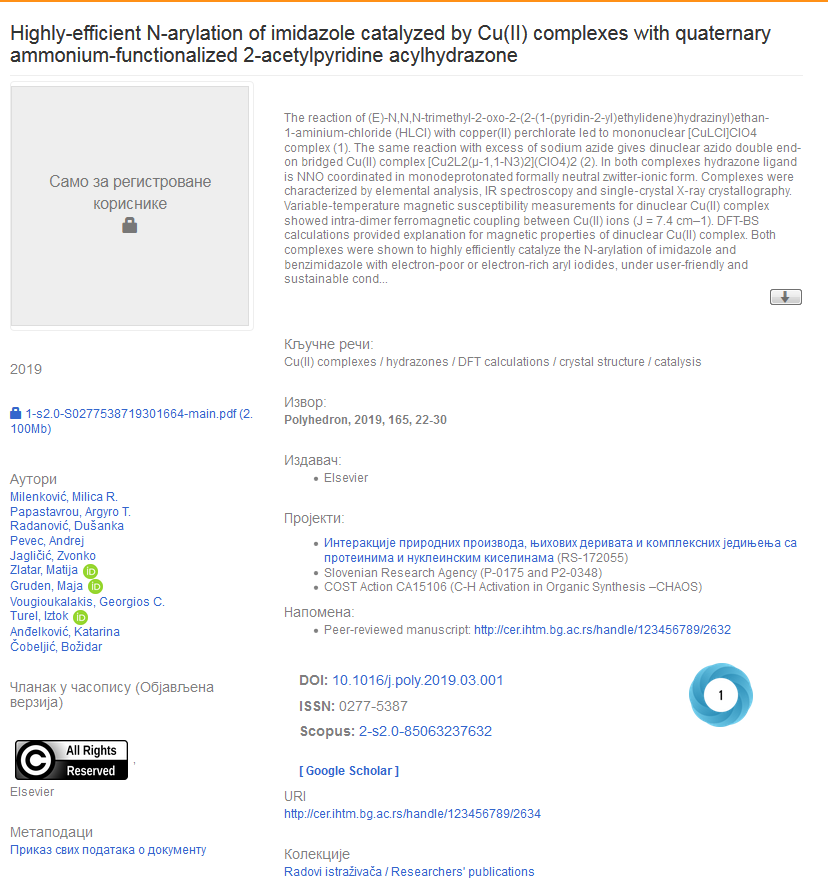 Highly-efficient N-arylation of imidazole catalyzed by Cu(II) complexes with quaternary
ammonium-functionalized 2-acetylpyridine acylhydrazone
Само за регистроване
кориснике
2019
1-s2.0-S0277538719301664-main.pdf (2.
100Mb)
Аутори
Milenković, Milica R.
Papastavrou, Argyro T.
Radanović, Dušanka
Pevec, Andrej
Jagličić, Zvonko
Zlatar, Matija iD
Gruden, Maja iD
Vougioukalakis, Georgios C.
Turel, Iztok iD
Anđelković, Katarina
Čobeljić, Božidar
Чланак у часопису (Објављена
верзија)
C All Rights
Reserved
Elsevier
Метаподаци
Приказ свих података о документу
The reaction of (E)-N,N,N-trimethyl-2-oxo-2-(2-(1-(pyridin-2-yl)ethylidene)hydrazinyl)ethan-
1-aminium-chloride (HLCl) with copper(II) perchlorate led to mononuclear [CuLCl]ClO4
complex (1). The same reaction with excess of sodium azide gives dinuclear azido double end-
on bridged Cu(II) complex [Cu2L2(μ-1,1-N3)2](ClO4)2 (2). In both complexes hydrazone ligand
is NNO coordinated in monodeprotonated formally neutral zwitter-ionic form. Complexes were
characterized by elemental analysis, IR spectroscopy and single-crystal X-ray crystallography.
Variable-temperature magnetic susceptibility measurements for dinuclear Cu(II) complex
showed intra-dimer ferromagnetic coupling between Cu(II) ions (J = 7.4 cm–1). DFT-BS
calculations provided explanation for magnetic properties of dinuclear Cu(II) complex. Both
complexes were shown to highly efficiently catalyze the N-arylation of imidazole and
benzimidazole with electron-poor or electron-rich aryl iodides, under user-friendly and
sustainable cond...
Кључне речи:
Cu(II) complexes / hydrazones / DFT calculations / crystal structure / catalysis
Извор:
Polyhedron, 2019, 165, 22-30
Издавач:
• Elsevier
Пројекти:
• Интеракције природних производа, њихових деривата и комплексних једињења са
протеинима и нуклеинским киселинама (RS-172055)
• Slovenian Research Agency (P-0175 and P2-0348)
• COST Action CA15106 (C-H Activation in Organic Synthesis –CHAOS)
Напомена:
• Peer-reviewed manuscript: http://cer.ihtm.bg.ac.rs/handle/123456789/2632
DOI: 10.1016/j.poly.2019.03.001
ISSN: 0277-5387
Scopus: 2-s2.0-85063237632
1
[ Google Scholar ]
URI
http://cer.ihtm.bg.ac.rs/handle/123456789/2634
Колекције
Radovi istraživača / Researchers' publications